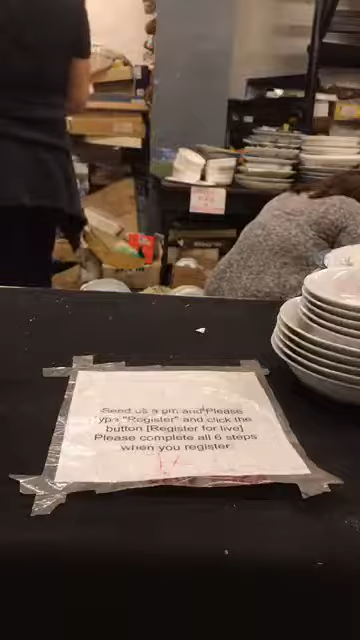 Send us a pm and Please
type "Register" and click the
button [Register for live]
Please complete all 6 steps
when you register.